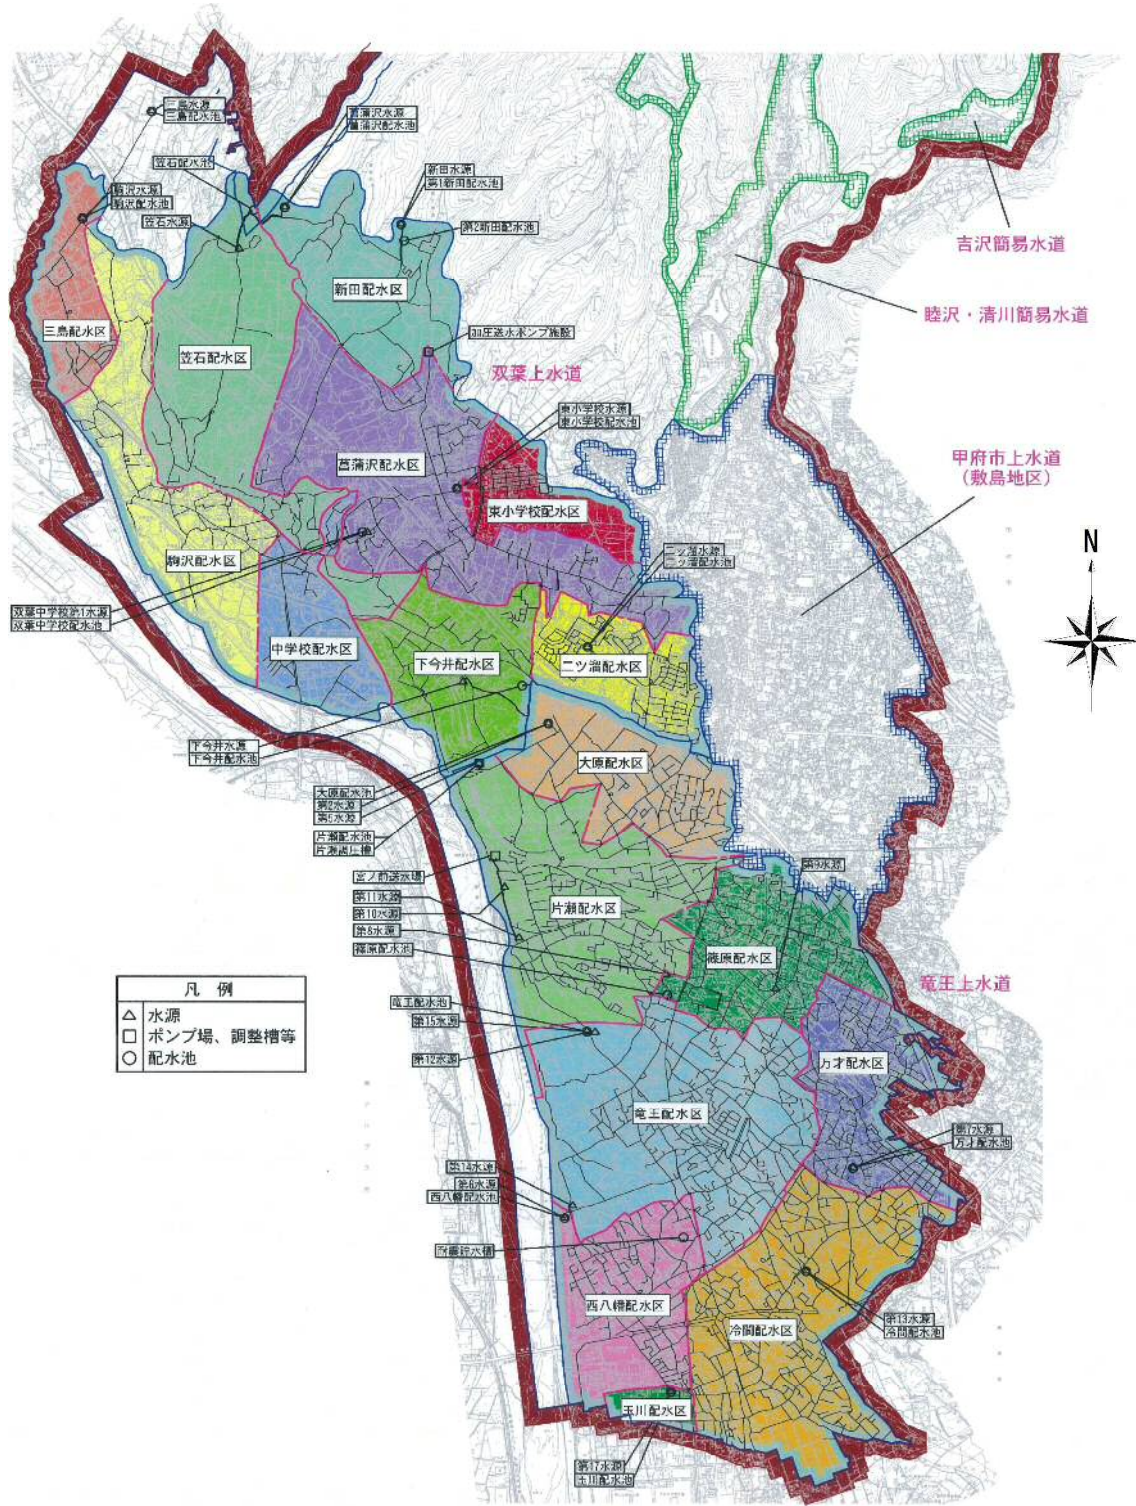 三島水源
三島配水池
菖蒲沢水源
菖蒲沢配水池
笠石配水池
新田水源
第1新田配水池
駒沢水源
駒沢配水池
笠石水源
第2新田配水池
吉沢簡易水道
新田配水区
睦沢・清川簡易水道
三島配水区
加圧送水ポンプ施設
笠石配水区
双葉上水道
東小学校水源
東小学校配水池
菖蒲沢配水区
甲府市上水道
（敷島地区）
東小学校配水区
N
駒沢配水区
二ツ溜水源
二ツ溜配水池
双葉中学校第1水源
双葉中学校配水池
中学校配水区
下今井配水区
二ツ溜配水区
下今井水源
下今井配水池
大原配水区
大原配水池
第2水源
第5水源
片瀬配水池
片瀬調圧槽
宮ノ前送水場
第9水源
第11水源
第10水源
片瀬配水区
第8水源
篠原配水池
篠原配水区
竜王上水道
凡 例
△ 水源
□ ポンプ場、調整槽等
○ 配水池
竜王配水池
第15水源
第12水源
万才配水区
竜王配水区
第7水源
万才配水池
第14水源
第6水源
西八幡配水池
耐震貯水槽
西八幡配水区
第13水源
冷間配水池
冷間配水区
玉川配水区
第17水源
玉川配水池